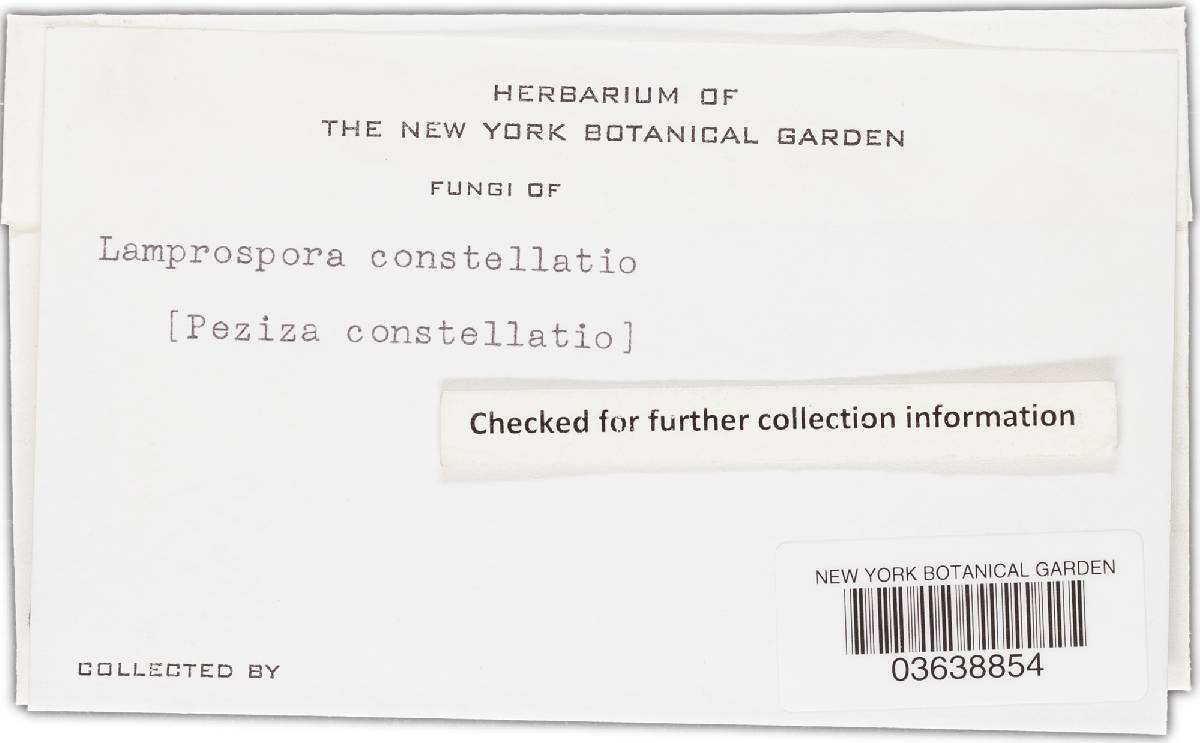 HERBARIUM OF
THE NEW YORK BOTANICAL GARDEN
FUNGI OF
Lamprospora constellatio
[Peziza constellatio]
Checked for further collection information
NEW YORK BOTANICAL GARDEN
03638854
COLLECTED BY